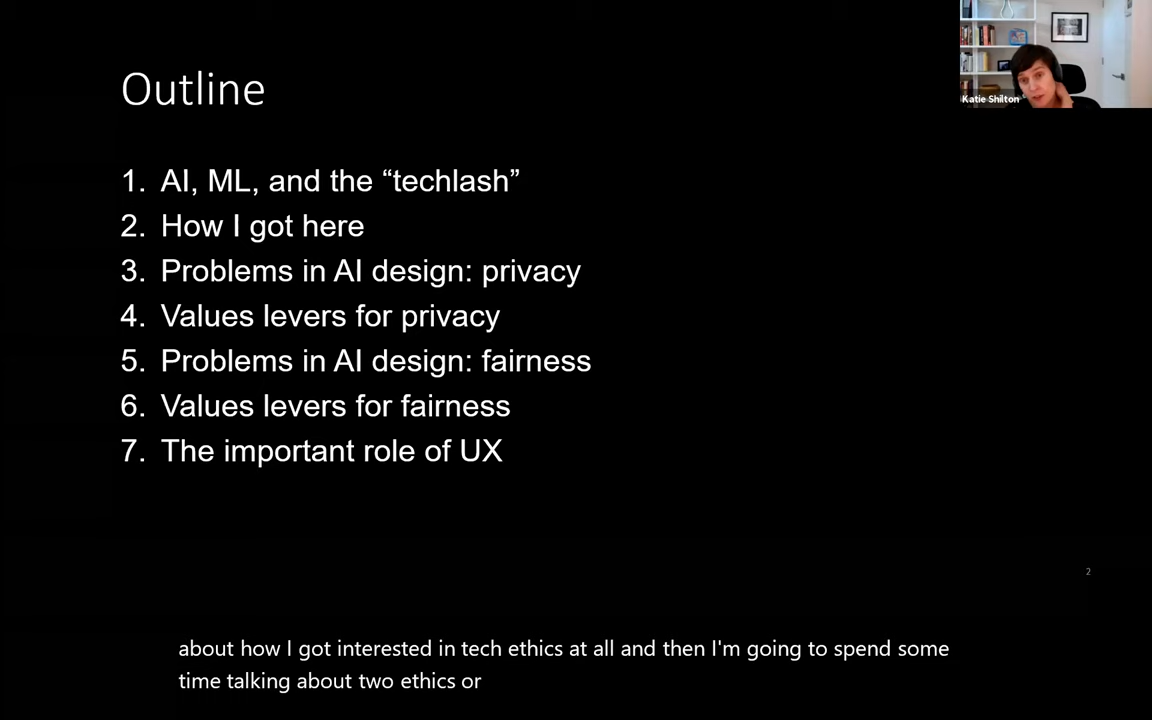 Outline
Katie Shilton
1. AI, ML, and the “techlash”
2. How I got here
3. Problems in AI design: privacy
4. Values levers for privacy
5. Problems in AI design: fairness
6. Values levers for fairness
7. The important role of UX
2
about how I got interested in tech ethics at all and then I'm going to spend some
time talking about two ethics or